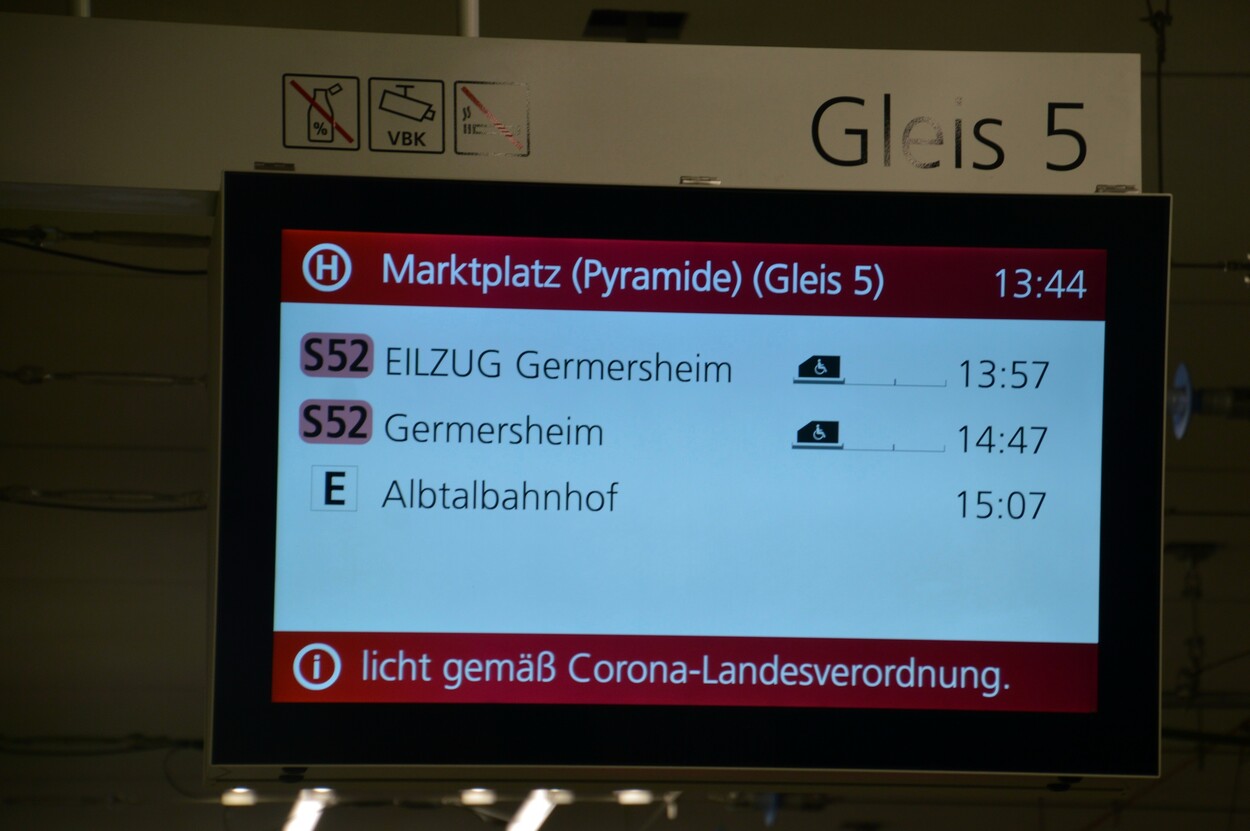 %
VBK
Gleis 5
H Marktplatz (Pyramide) (Gleis 5) 13:44
S52 EILZUG Germersheim 13:57
S52 Germersheim 14:47
E Albtalbahnhof 15:07
i licht gemäß Corona-Landesverordnung.